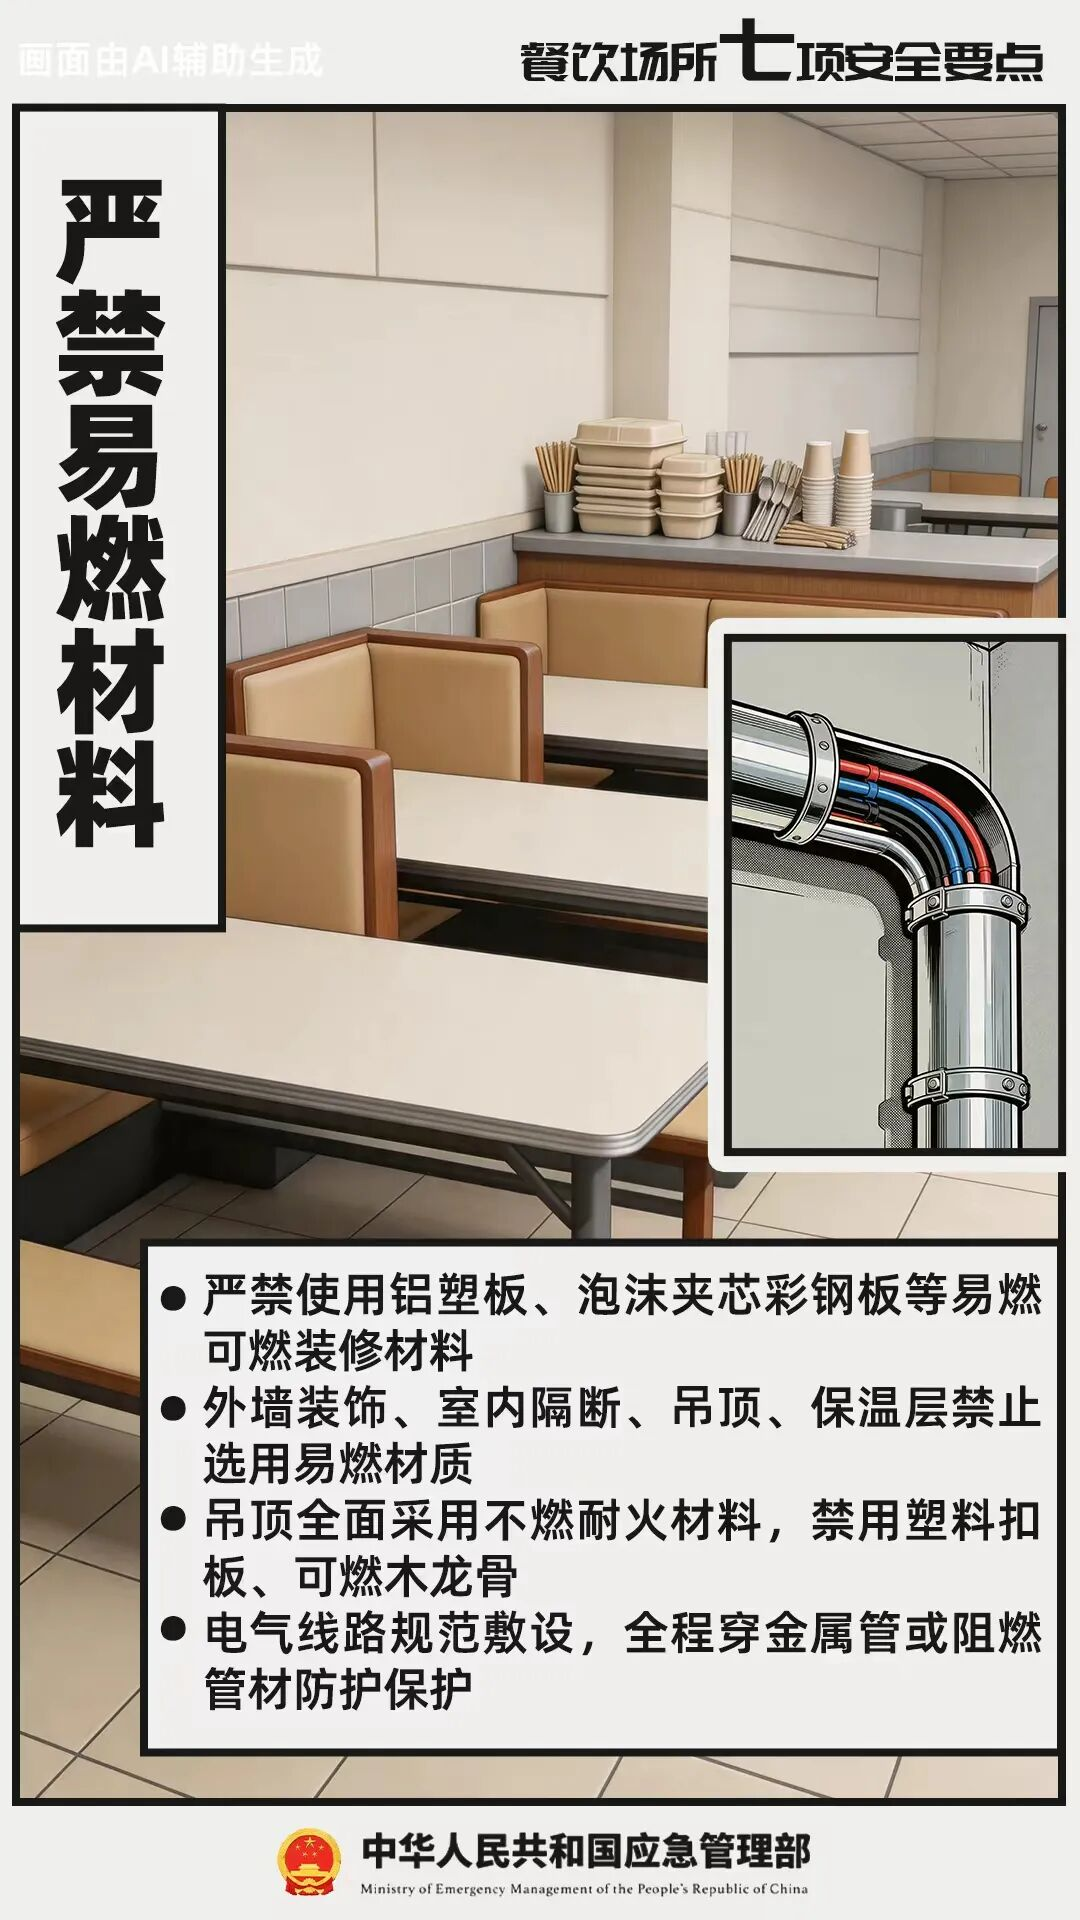 画面由AI辅助生成
餐饮场所七项安全要点
严禁易燃材料
严禁使用铝塑板、泡沫夹芯彩钢板等易燃
可燃装修材料
外墙装饰、室内隔断、吊顶、保温层禁止
选用易燃材质
吊顶全面采用不燃耐火材料，禁用塑料扣
板、可燃木龙骨
电气线路规范敷设，全程穿金属管或阻燃
管材防护保护
中华人民共和国应急管理部
Ministry of Emergency Management of the People's Republic of China